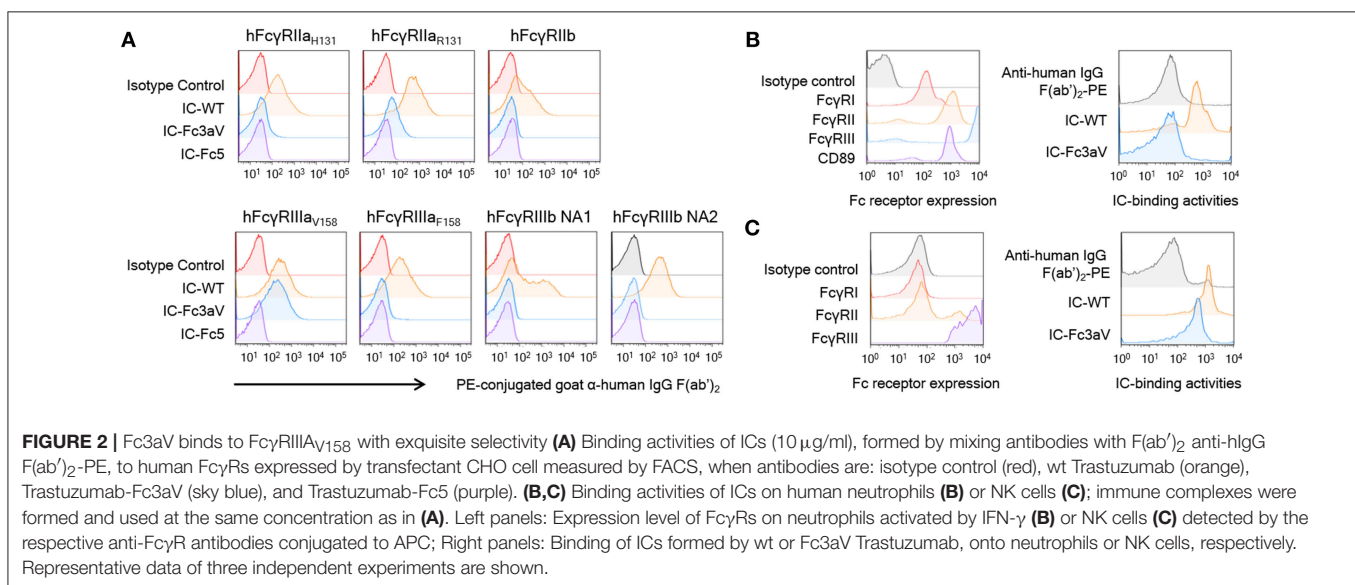 A
hFcγRIIaH131 hFcγRIIaR131 hFcγRIIb
Isotype Control
IC-WT
IC-Fc3aV
IC-Fc5
10¹ 10² 10³ 10⁴ 10⁵ 10¹ 10² 10³ 10⁴ 10⁵ 10¹ 10² 10³ 10⁴ 10⁵
hFcγRIIIaV158 hFcγRIIIaF158 hFcγRIIIb NA1 hFcγRIIIb NA2
Isotype Control
IC-WT
IC-Fc3aV
IC-Fc5
10¹ 10² 10³ 10⁴ 10⁵ 10¹ 10² 10³ 10⁴ 10⁵ 10¹ 10² 10³ 10⁴ 10⁵ 10¹ 10² 10³ 10⁴ 10⁵
PE-conjugated goat α-human IgG F(ab')₂
B
Isotype control
FcγRI
FcγRII
FcγRIII
CD89
10⁰ 10¹ 10² 10³ 10⁴
Fc receptor expression
Anti-human IgG
F(ab')₂-PE
IC-WT
IC-Fc3aV
10⁰ 10¹ 10² 10³ 10⁴
IC-binding activities
C
Isotype control
FcγRI
FcγRII
FcγRIII
10⁰ 10¹ 10² 10³ 10⁴
Fc receptor expression
Anti-human IgG
F(ab')₂-PE
IC-WT
IC-Fc3aV
10⁰ 10¹ 10² 10³ 10⁴
IC-binding activities
FIGURE 2 | Fc3aV binds to FcγRIIIAV158 with exquisite selectivity (A) Binding activities of ICs (10 μg/ml), formed by mixing antibodies with F(ab′)₂ anti-hIgG
F(ab′)₂-PE, to human FcγRs expressed by transfectant CHO cell measured by FACS, when antibodies are: isotype control (red), wt Trastuzumab (orange),
Trastuzumab-Fc3aV (sky blue), and Trastuzumab-Fc5 (purple). (B,C) Binding activities of ICs on human neutrophils (B) or NK cells (C); immune complexes were
formed and used at the same concentration as in (A). Left panels: Expression level of FcγRs on neutrophils activated by IFN-γ (B) or NK cells (C) detected by the
respective anti-FcγR antibodies conjugated to APC; Right panels: Binding of ICs formed by wt or Fc3aV Trastuzumab, onto neutrophils or NK cells, respectively.
Representative data of three independent experiments are shown.